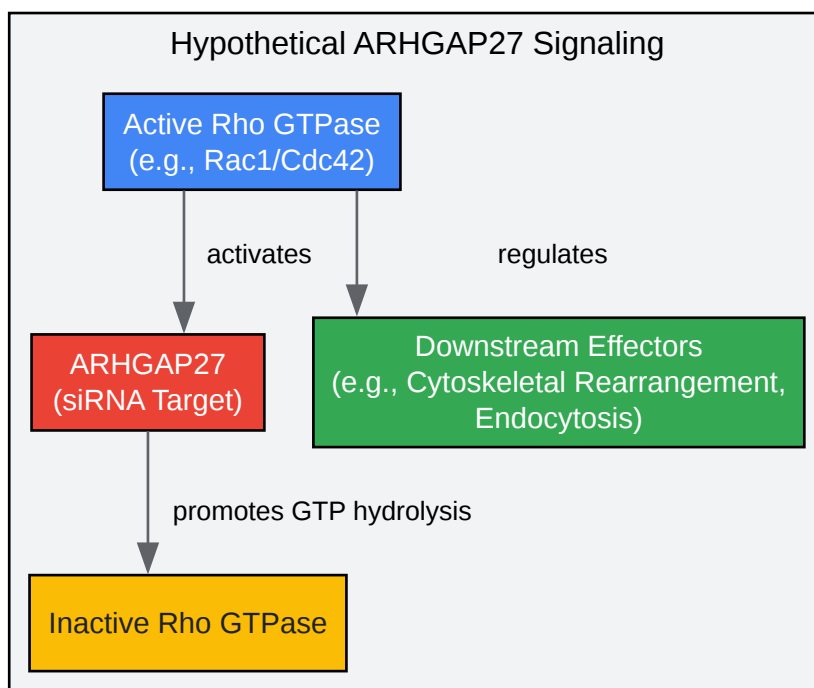 Hypothetical ARHGAP27 Signaling
Active Rho GTPase
(e.g., Rac1/Cdc42)
activates
regulates
ARHGAP27
(siRNA Target)
Downstream Effectors
(e.g., Cytoskeletal Rearrangement,
Endocytosis)
promotes GTP hydrolysis
Inactive Rho GTPase